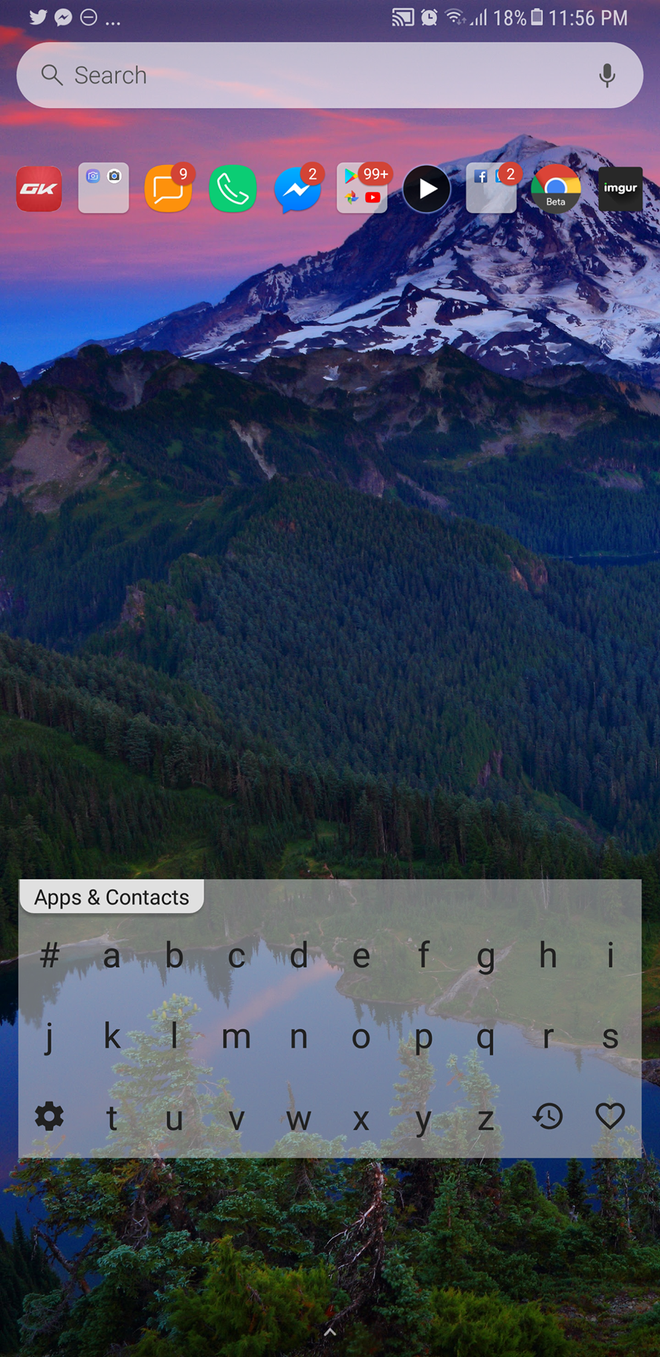 ... 18% 11:56 PM
Search
GK 9 2 99+ 2 Beta imgur
Apps & Contacts
# a b c d e f g h i
j k l m n o p q r s
t u v w x y z